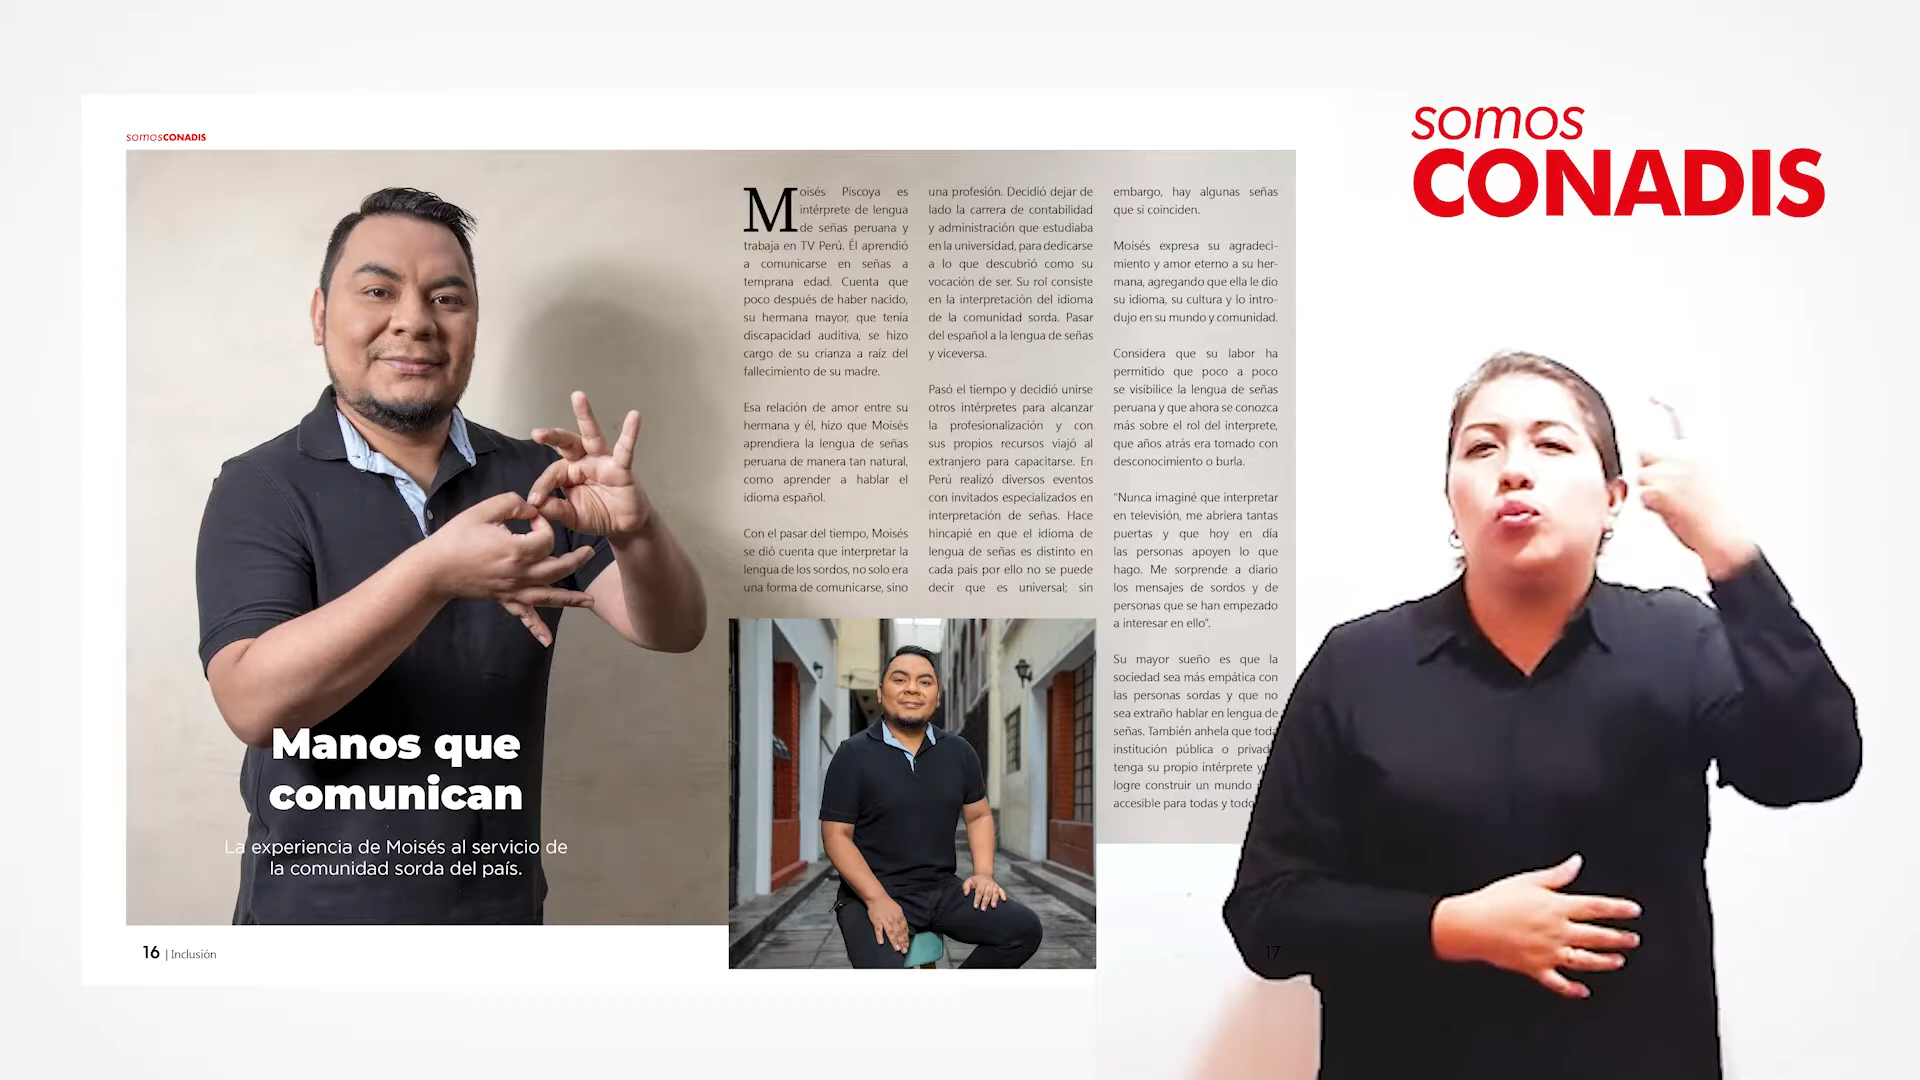 somosCONADIS
Manos que
comunican
La experiencia de Moisés al servicio de
la comunidad sorda del país.
16 | Inclusión
Moisés Piscoya es
intérprete de lengua
de señas peruana y
trabaja en TV Perú. Él aprendió
a comunicarse en señas a
temprana edad. Cuenta que
poco después de haber nacido,
su hermana mayor, que tenía
discapacidad auditiva, se hizo
cargo de su crianza a raíz del
fallecimiento de su madre.
Esa relación de amor entre su
hermana y él, hizo que Moisés
aprendiera la lengua de señas
peruana de manera tan natural,
como aprender a hablar el
idioma español.
Con el pasar del tiempo, Moisés
se dió cuenta que interpretar la
lengua de los sordos, no solo era
una forma de comunicarse, sino
una profesión. Decidió dejar de
lado la carrera de contabilidad
y administración que estudiaba
en la universidad, para dedicarse
a lo que descubrió como su
vocación de ser. Su rol consiste
en la interpretación del idioma
de la comunidad sorda. Pasar
del español a la lengua de señas
y viceversa.
Pasó el tiempo y decidió unirse
otros intérpretes para alcanzar
la profesionalización y con
sus propios recursos viajó al
extranjero para capacitarse. En
Perú realizó diversos eventos
con invitados especializados en
interpretación de señas. Hace
hincapié en que el idioma de
lengua de señas es distinto en
cada país por ello no se puede
decir que es universal; sin
embargo, hay algunas señas
que si coinciden.
Moisés expresa su agradeci-
miento y amor eterno a su her-
mana, agregando que ella le dio
su idioma, su cultura y lo intro-
dujo en su mundo y comunidad.
Considera que su labor ha
permitido que poco a poco
se visibilice la lengua de señas
peruana y que ahora se conozca
más sobre el rol del interprete,
que años atrás era tomado con
desconocimiento o burla.
“Nunca imaginé que interpretar
en televisión, me abriera tantas
puertas y que hoy en día
las personas apoyen lo que
hago. Me sorprende a diario
los mensajes de sordos y de
personas que se han empezado
a interesar en ello”.
Su mayor sueño es que la
sociedad sea más empática con
las personas sordas y que no
sea extraño hablar en lengua de
señas. También anhela que tod
institución pública o privad
tenga su propio intérprete y
logre construir un mundo
accesible para todas y todo
17
somos
CONADIS